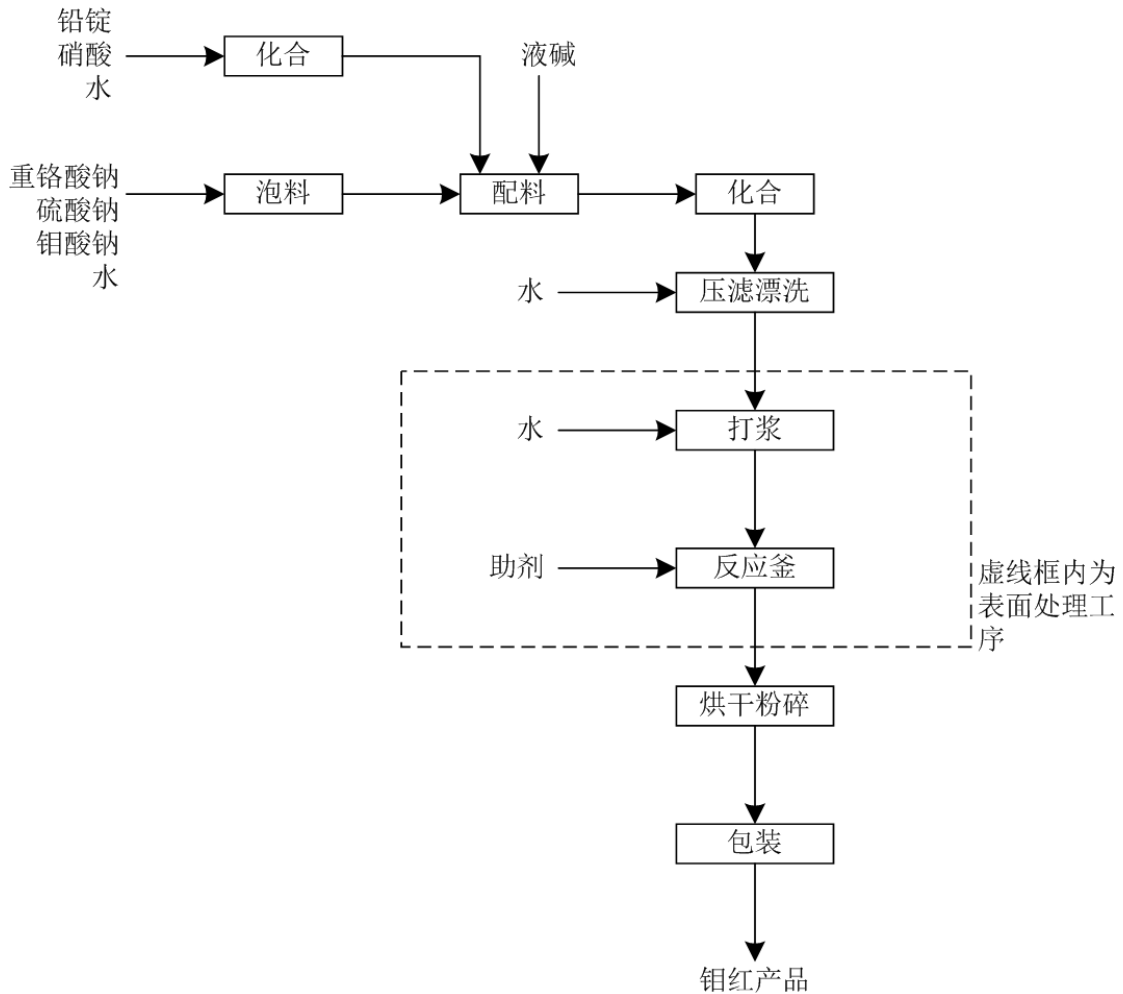 铅锭
硝酸
水
化合
液碱
重铬酸钠
硫酸钠
钼酸钠
水
泡料
配料
化合
水
压滤漂洗
水
打浆
助剂
反应釜
虚线框内为
表面处理工
序
烘干粉碎
包装
钼红产品